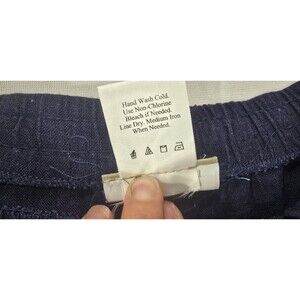 Hand Wash Cold.
Use Non-Chlorine
Bleach if Needed.
Line Dry. Medium Iron
When Needed.